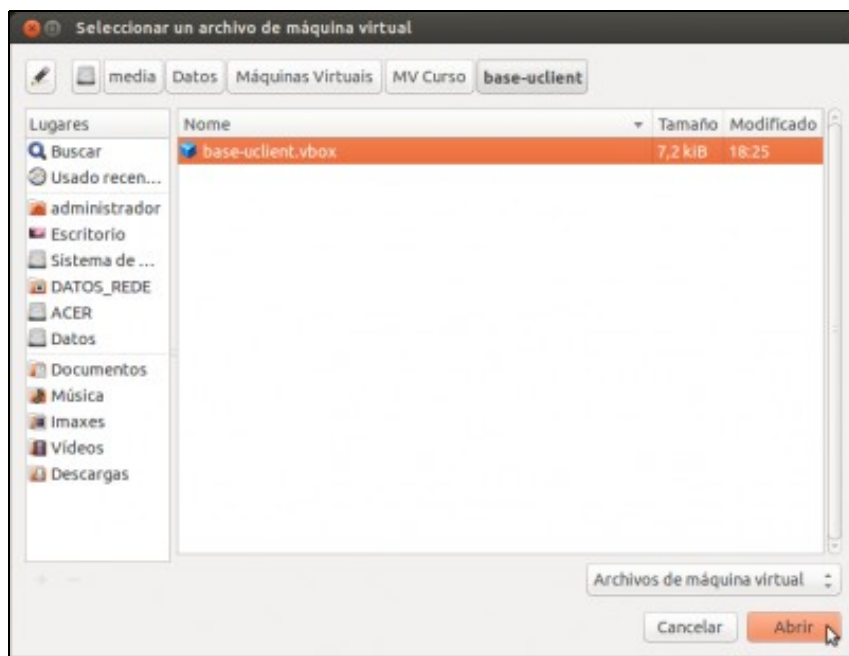 Seleccionar un archivo de máquina virtual
media Datos Máquinas Virtuais MV Curso base-uclient
Lugares
Buscar
Usado recen...
administrador
Escritorio
Sistema de ...
DATOS_REDE
ACER
Datos
Documentos
Música
Imaxes
Vídeos
Descargas
Nome Tamaño Modificado
base-uclient.vbox 7,2 kiB 18:25
Archivos de máquina virtual
Cancelar Abrir